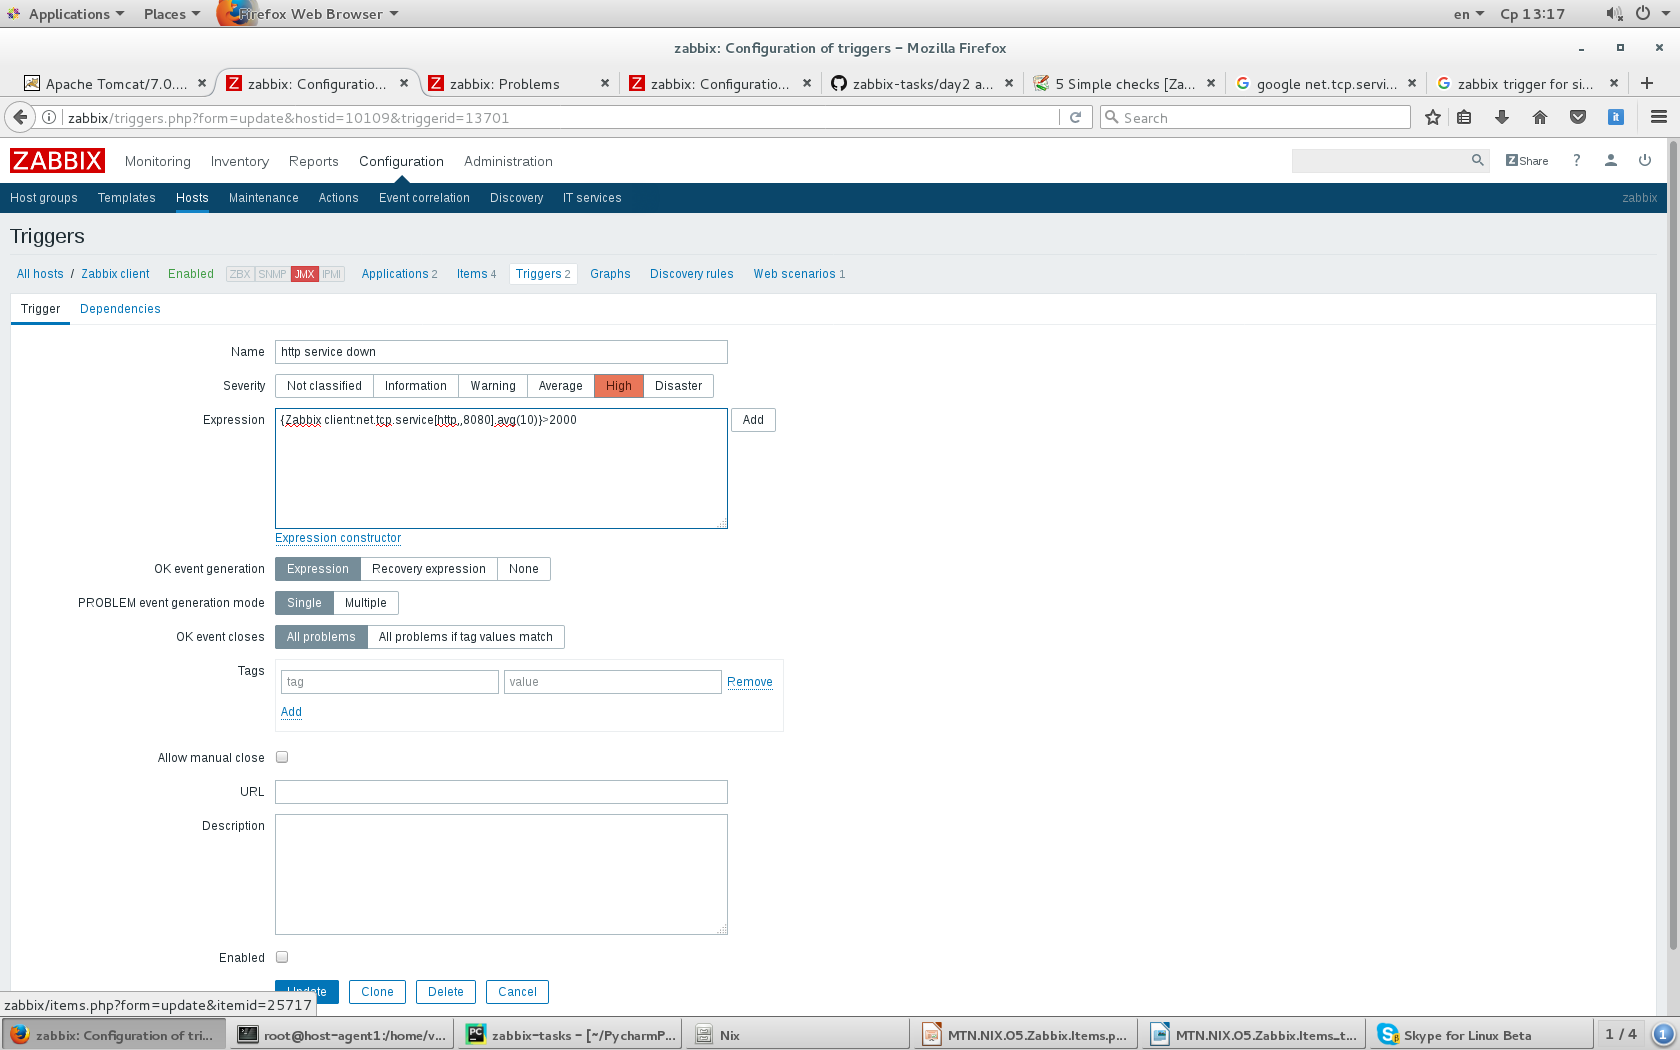 Applications Places Firefox Web Browser en Ср 13:17
zabbix: Configuration of triggers - Mozilla Firefox
Apache Tomcat/7.0.... zabbix: Configuratio... zabbix: Problems zabbix: Configuratio... zabbix-tasks/day2 a... 5 Simple checks [Za... google net.tcp.servi... zabbix trigger for si...
zabbix/triggers.php?form=update&hostid=10109&triggerid=13701 Search
ZABBIX Monitoring Inventory Reports Configuration Administration Z Share ?
Host groups Templates Hosts Maintenance Actions Event correlation Discovery IT services zabbix
Triggers
All hosts / Zabbix client Enabled ZBX SNMP JMX IPMI Applications 2 Items 4 Triggers 2 Graphs Discovery rules Web scenarios 1
Trigger Dependencies
Name http service down
Severity Not classified Information Warning Average High Disaster
Expression {Zabbix client:net.tcp.service[http,,8080].avg(10)}>2000 Add
Expression constructor
OK event generation Expression Recovery expression None
PROBLEM event generation mode Single Multiple
OK event closes All problems All problems if tag values match
Tags tag value Remove
Add
Allow manual close
URL
Description
Enabled
Update Clone Delete Cancel
zabbix/items.php?form=update&itemid=25717
zabbix: Configuration of tri... root@host-agent1:/home/v... zabbix-tasks - [~/PycharmP... Nix MTN.NIX.O5.Zabbix.Items.p... MTN.NIX.O5.Zabbix.Items_t... Skype for Linux Beta 1 / 4 1